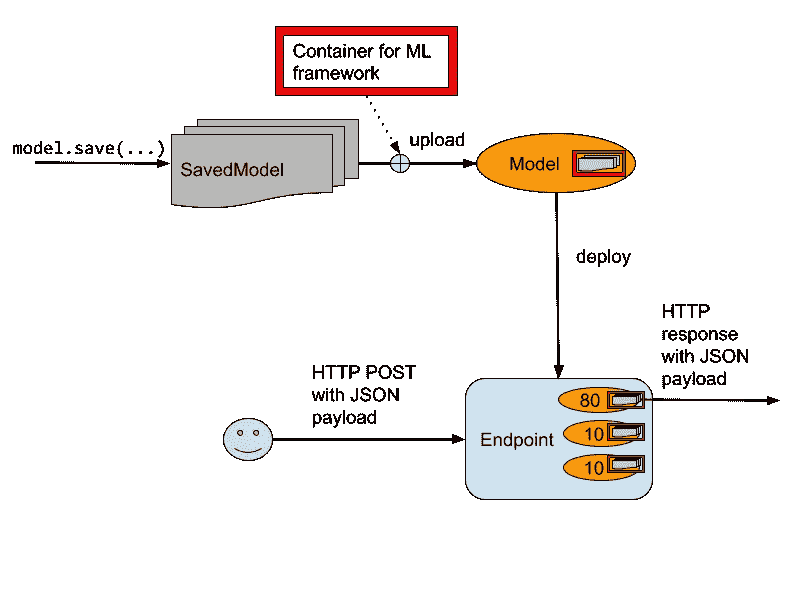 Container for ML
framework
model.save(...)
SavedModel
upload
Model
deploy
HTTP
response
with JSON
payload
HTTP POST
with JSON
payload
Endpoint
80
10
10